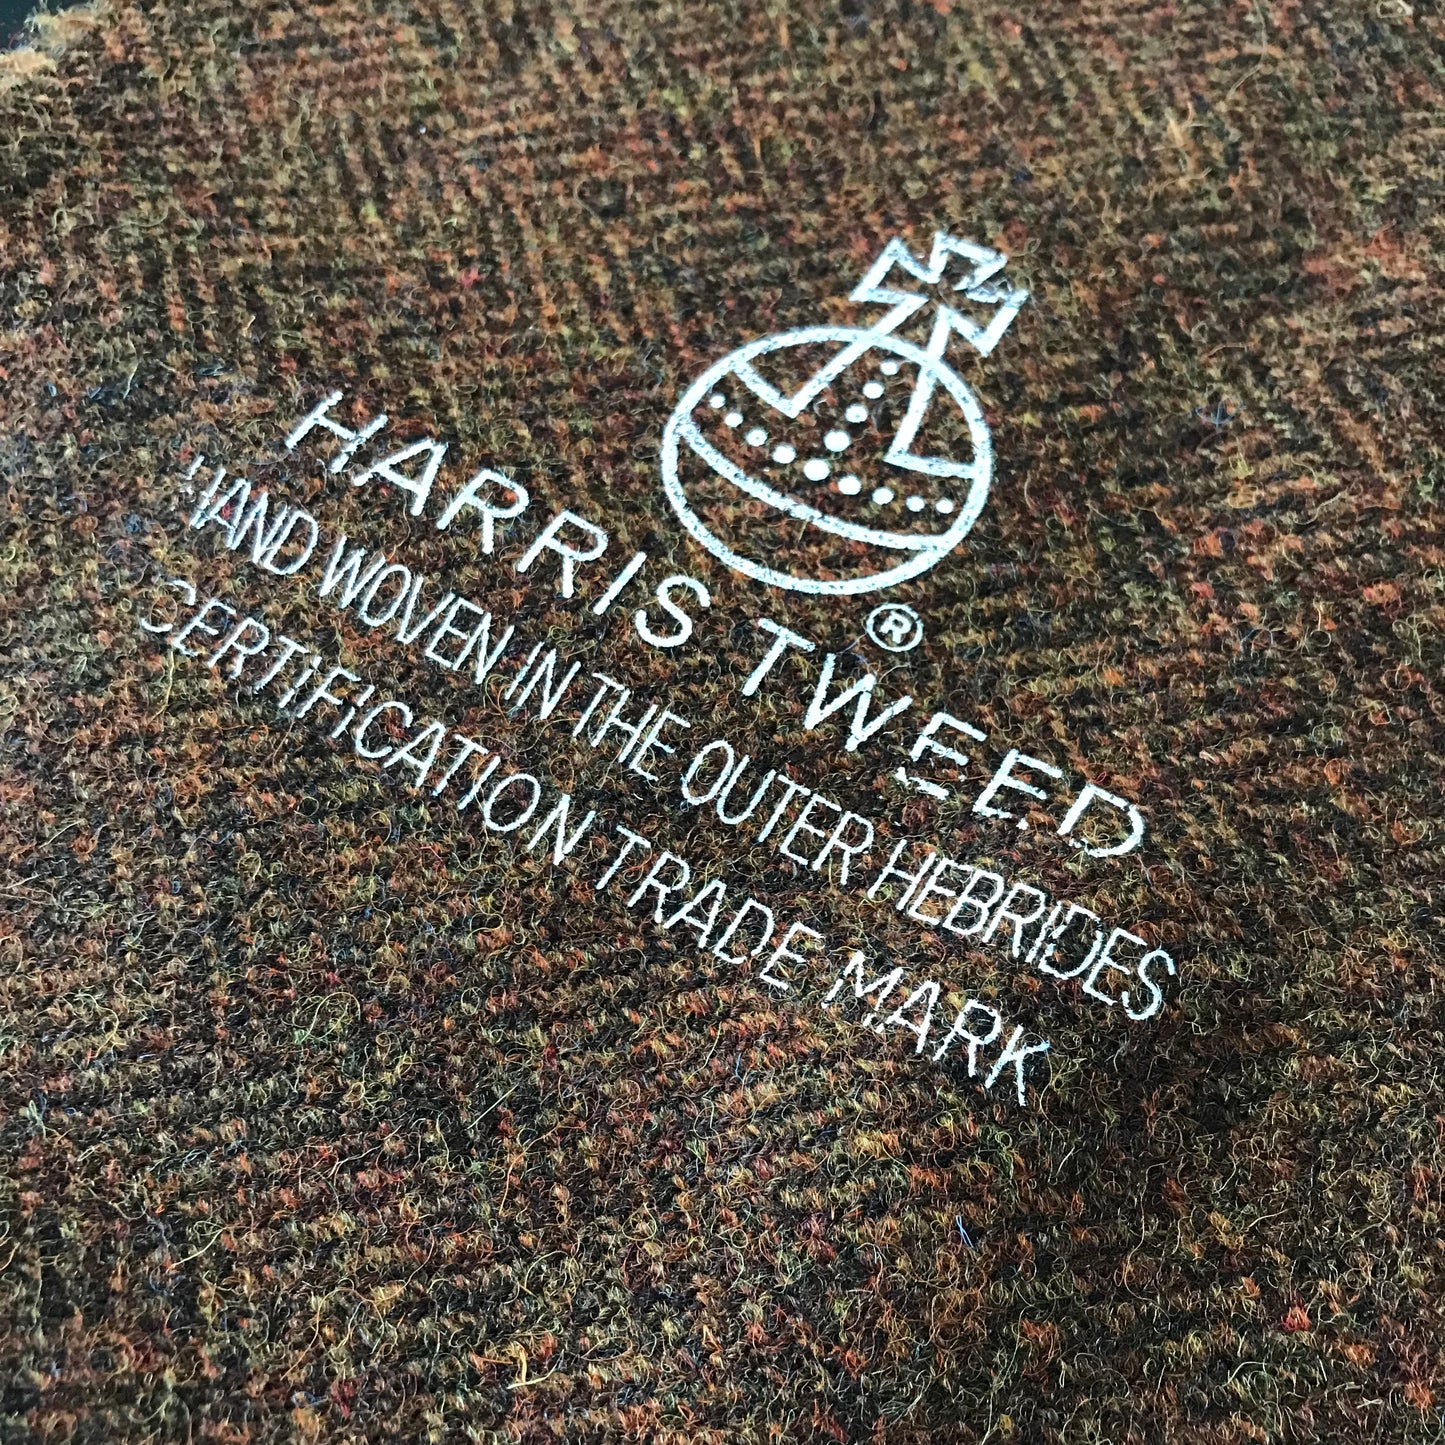 ®
HARRIS TWEED
HAND WOVEN IN THE OUTER HEBRIDES
CERTIFICATION TRADE MARK